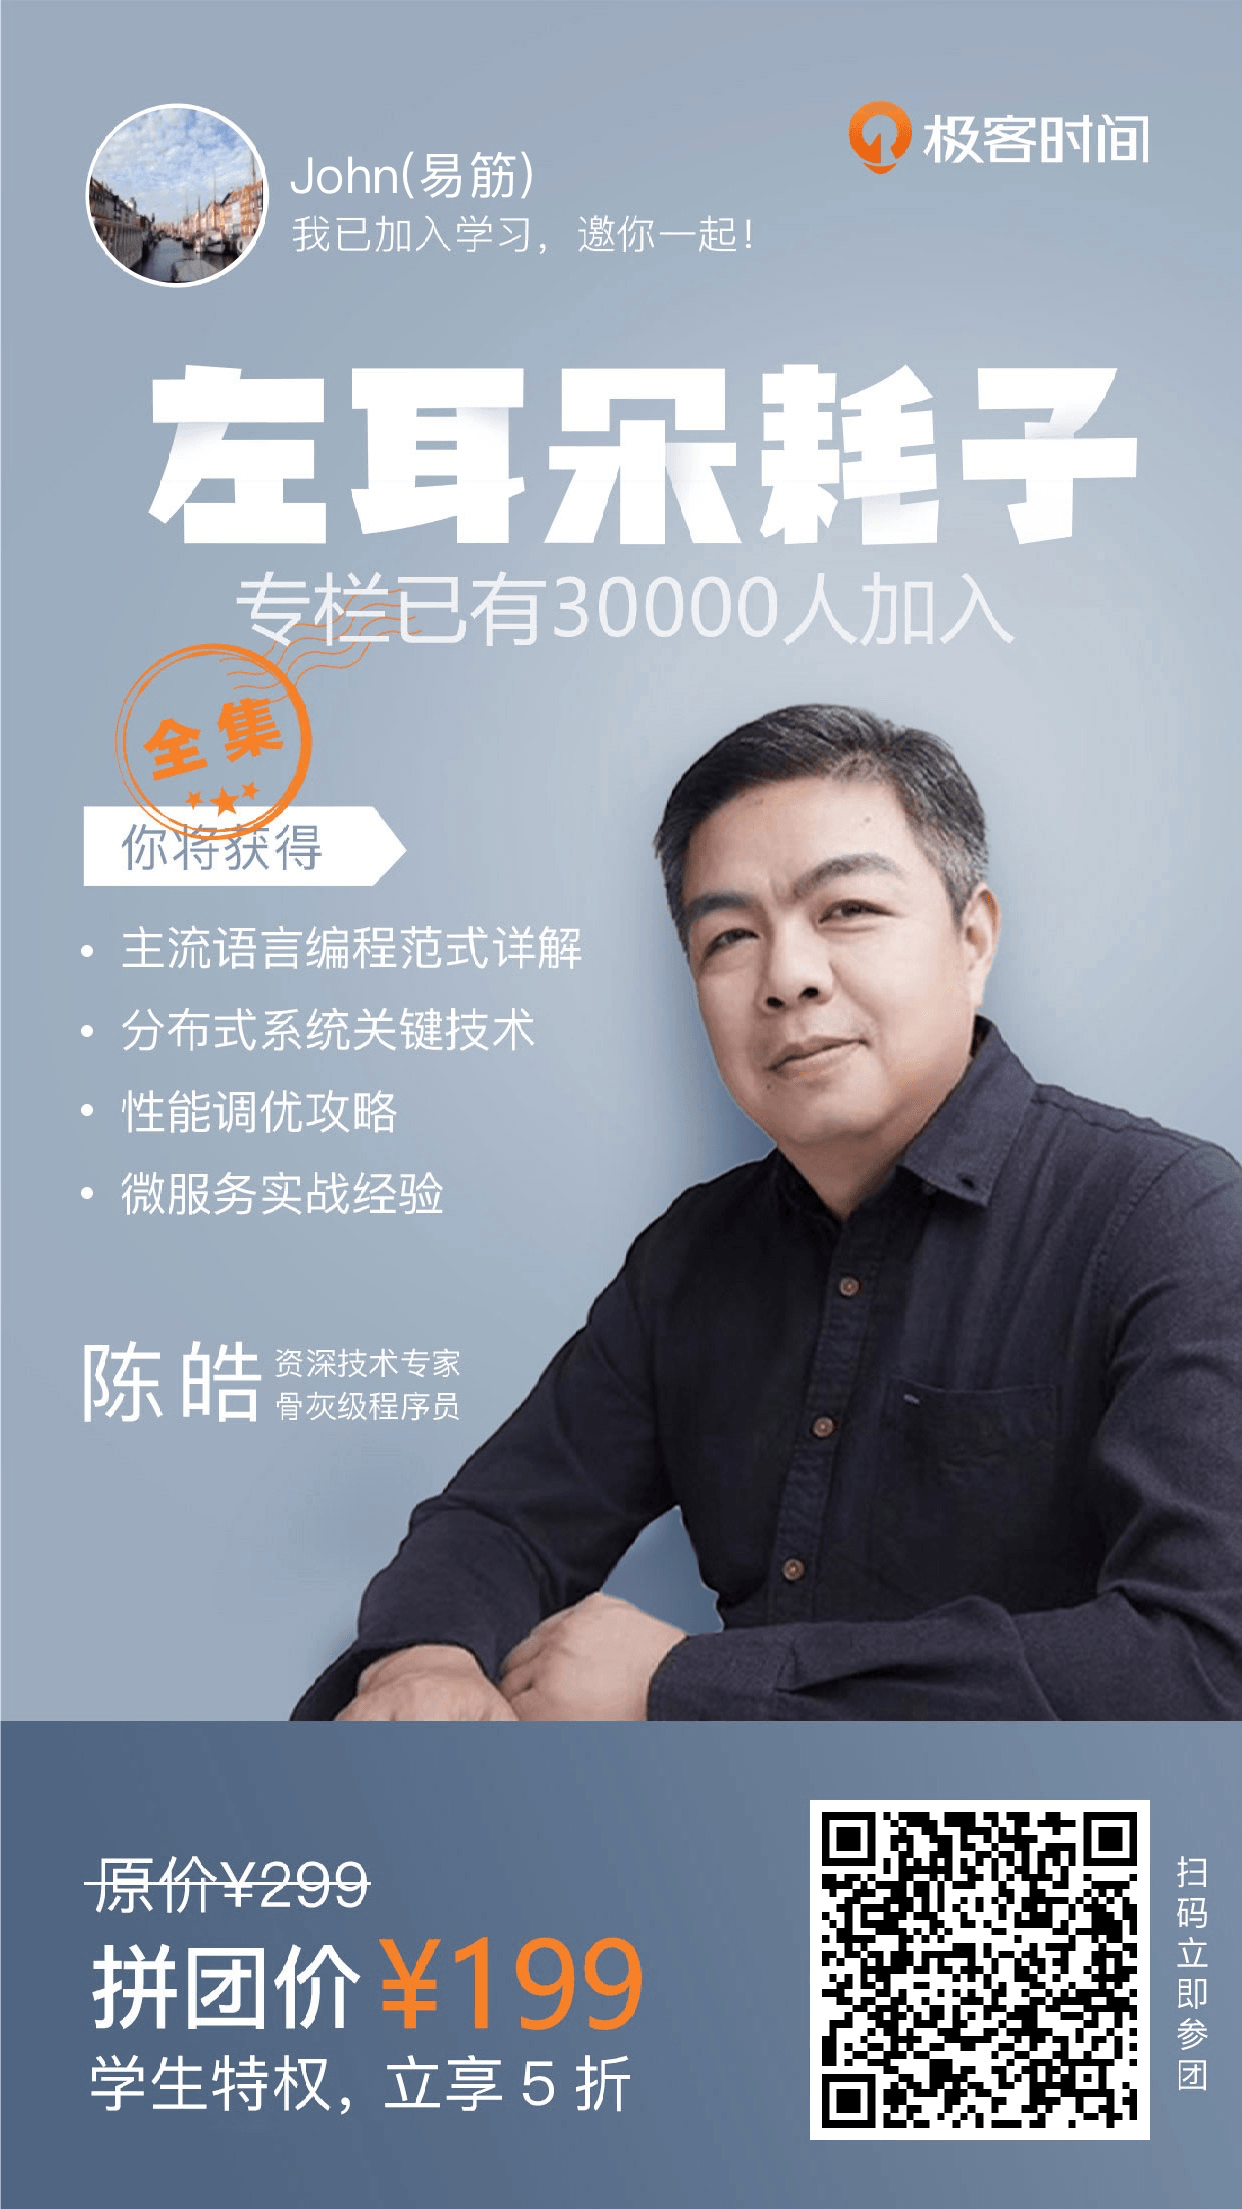 极客时间
John(易筋)
我已加入学习，邀你一起！
左耳朵耗子
专栏已有30000人加入
全集
你将获得
• 主流语言编程范式详解
• 分布式系统关键技术
• 性能调优攻略
• 微服务实战经验
陈皓
资深技术专家
骨灰级程序员
原价¥299
拼团价¥199
学生特权，立享 5 折
扫码立即参团